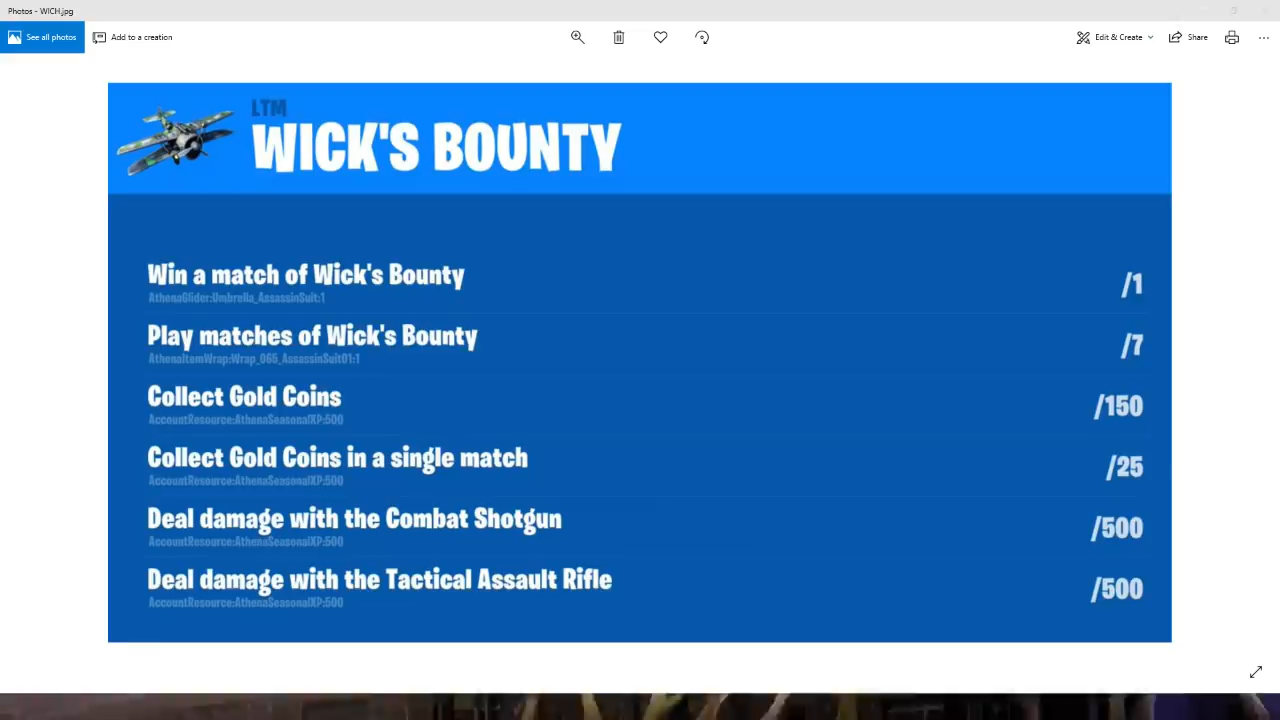 Photos - WICH.jpg
See all photos
Add to a creation
Edit & Create
Share
LTM
WICK'S BOUNTY
Win a match of Wick's Bounty
/1
AthenaGlider:Umbrella_AssassinSuit:1
Play matches of Wick's Bounty
/7
AthenaItemWrap:Wrap_065_AssassinSuit01:1
Collect Gold Coins
/150
AccountResource:AthenaSeasonalXP:500
Collect Gold Coins in a single match
/25
AccountResource:AthenaSeasonalXP:500
Deal damage with the Combat Shotgun
/500
AccountResource:AthenaSeasonalXP:500
Deal damage with the Tactical Assault Rifle
/500
AccountResource:AthenaSeasonalXP:500